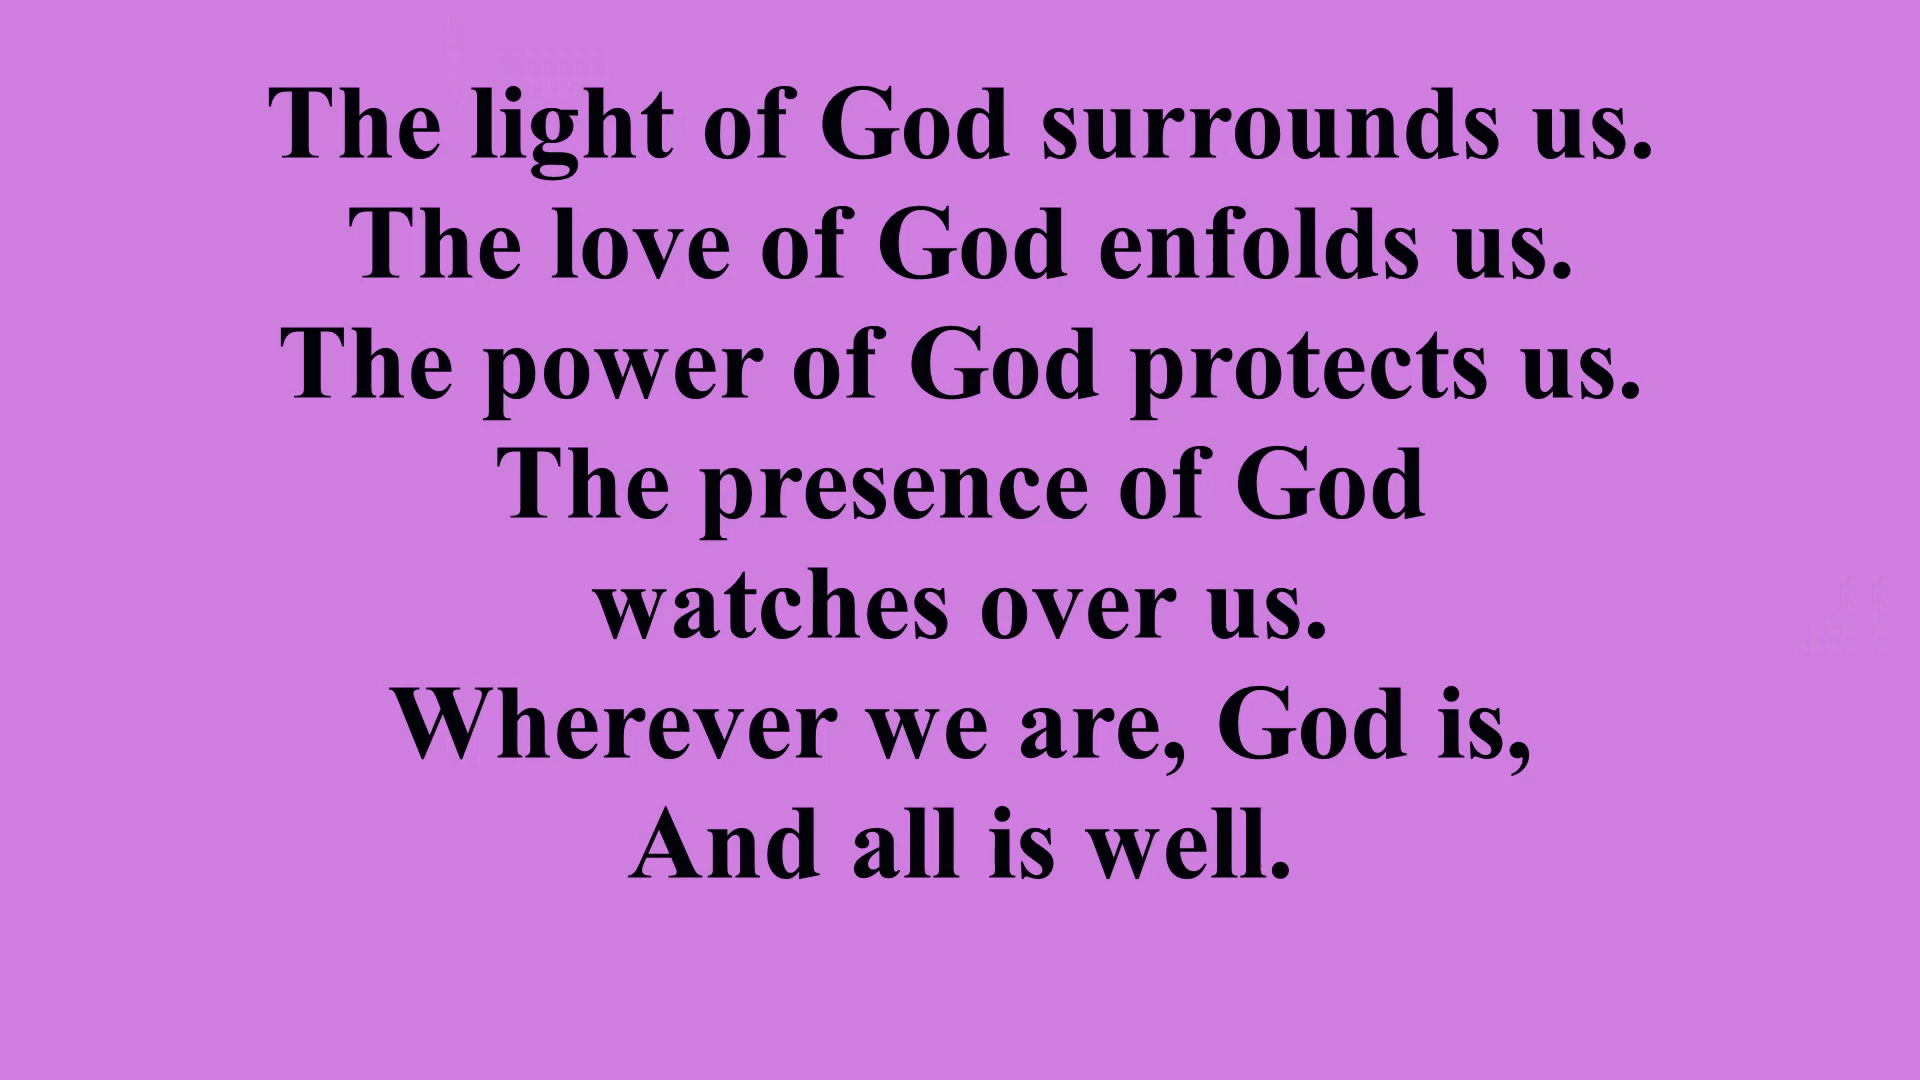 The light of God surrounds us.
The love of God enfolds us.
The power of God protects us.
The presence of God
watches over us.
Wherever we are, God is,
And all is well.